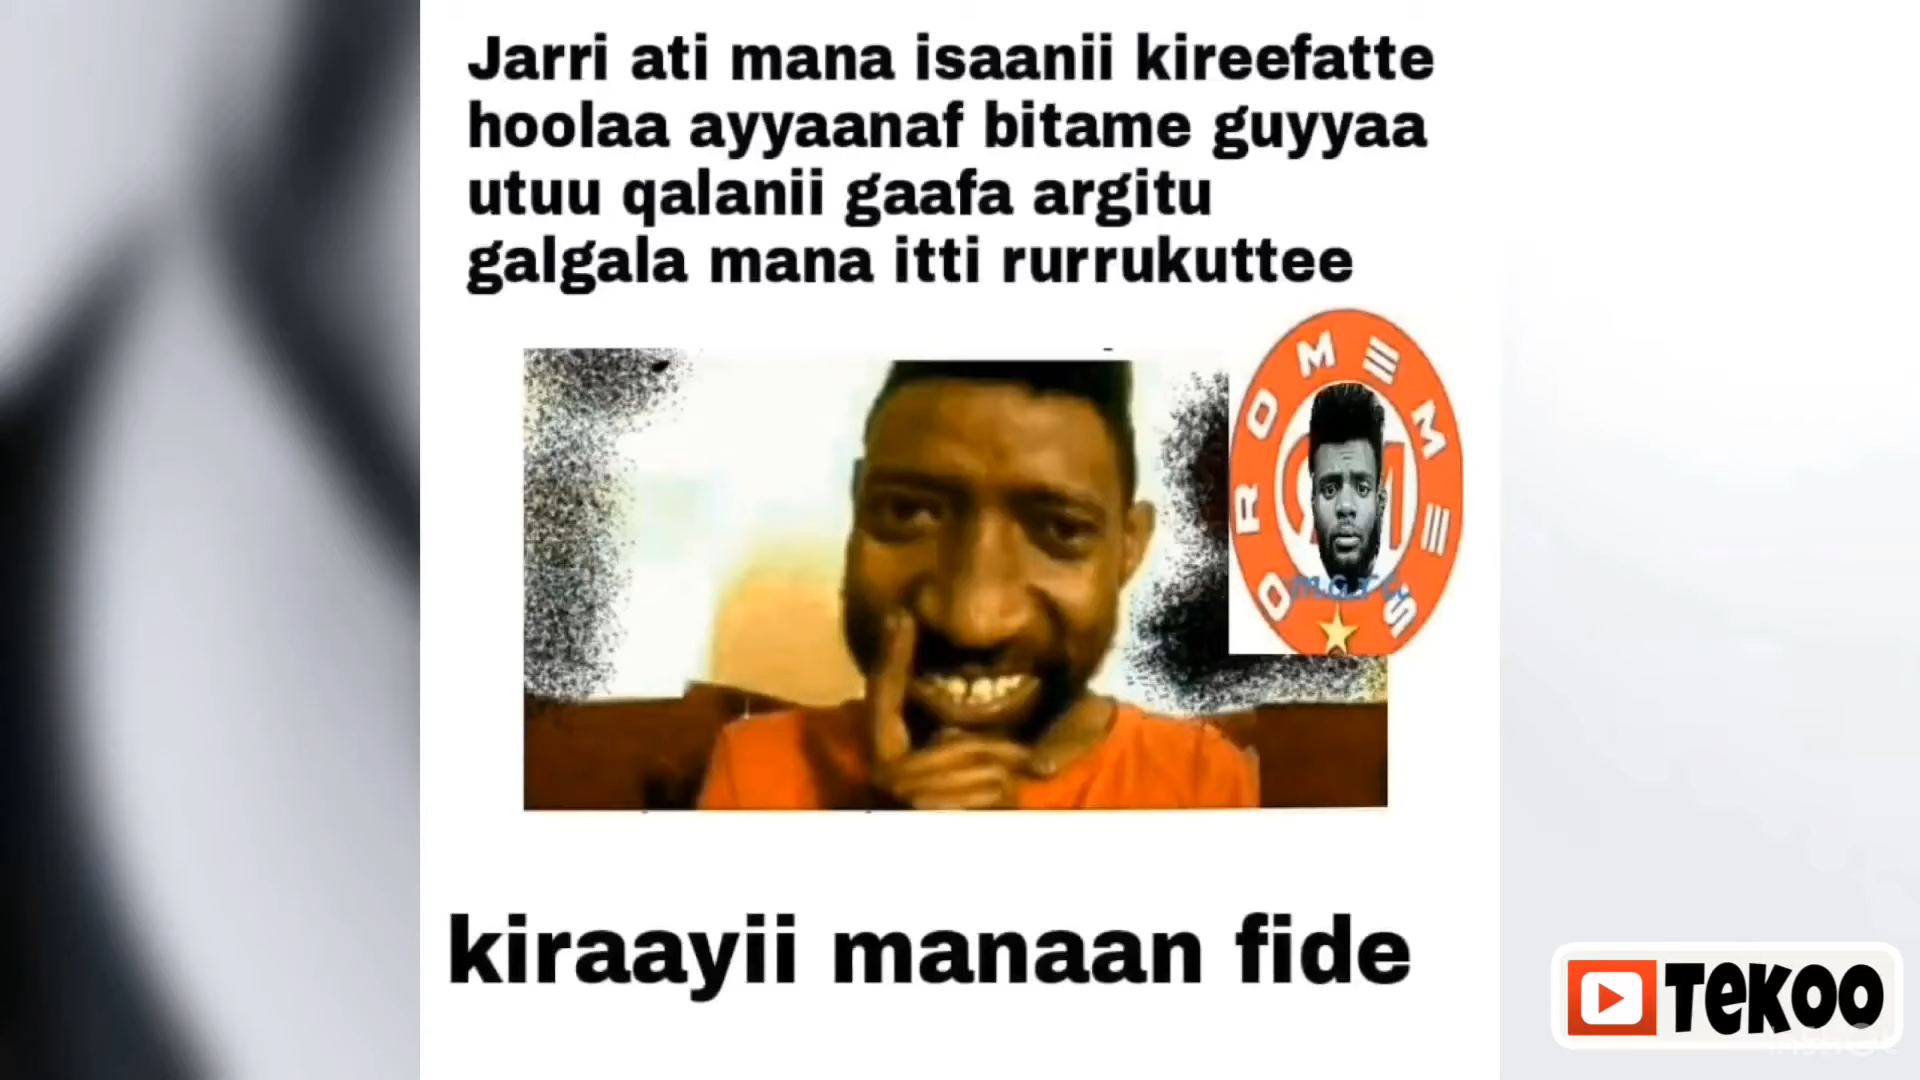 Jarri ati mana isaanii kireefatte
hoolaa ayyaanaf bitame guyyaa
utuu qalanii gaafa argitu
galgala mana itti rurrukuttee
OROMEMES
kiraayii manaan fide
TEKOO